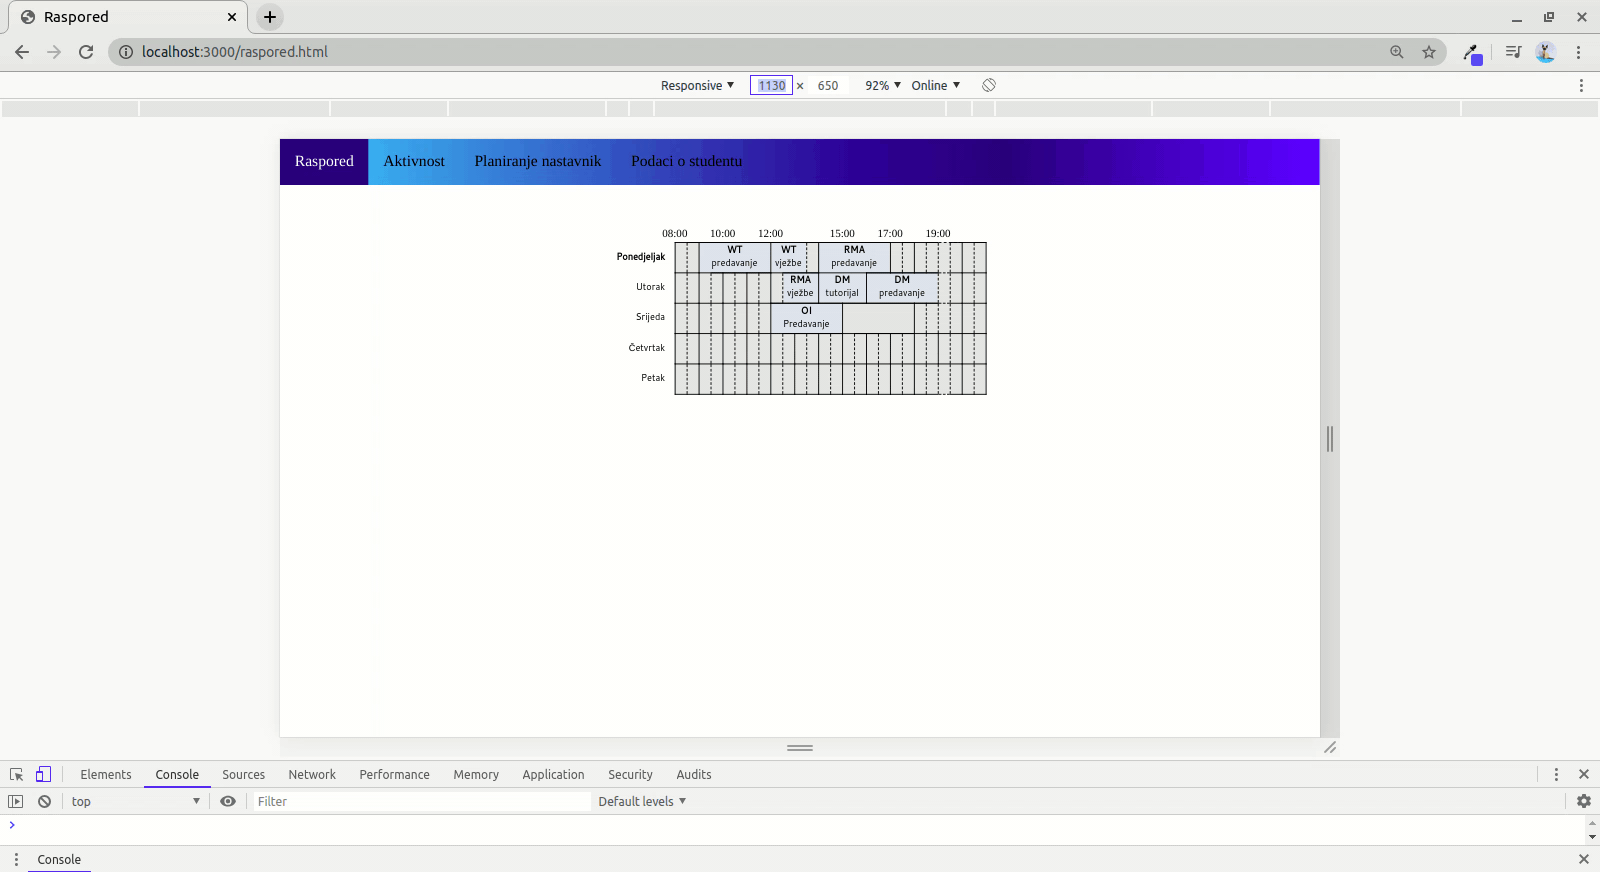 Raspored
localhost:3000/raspored.html
Responsive 1130 × 650 92% Online
Raspored Aktivnost Planiranje nastavnik Podaci o studentu
08:00 10:00 12:00 15:00 17:00 19:00
Ponedjeljak WT WT RMA
predavanje vježbe predavanje
Utorak RMA DM DM
vježbe tutorijal predavanje
Srijeda OI
Predavanje
Četvrtak
Petak
Elements Console Sources Network Performance Memory Application Security Audits
top Filter Default levels
Console